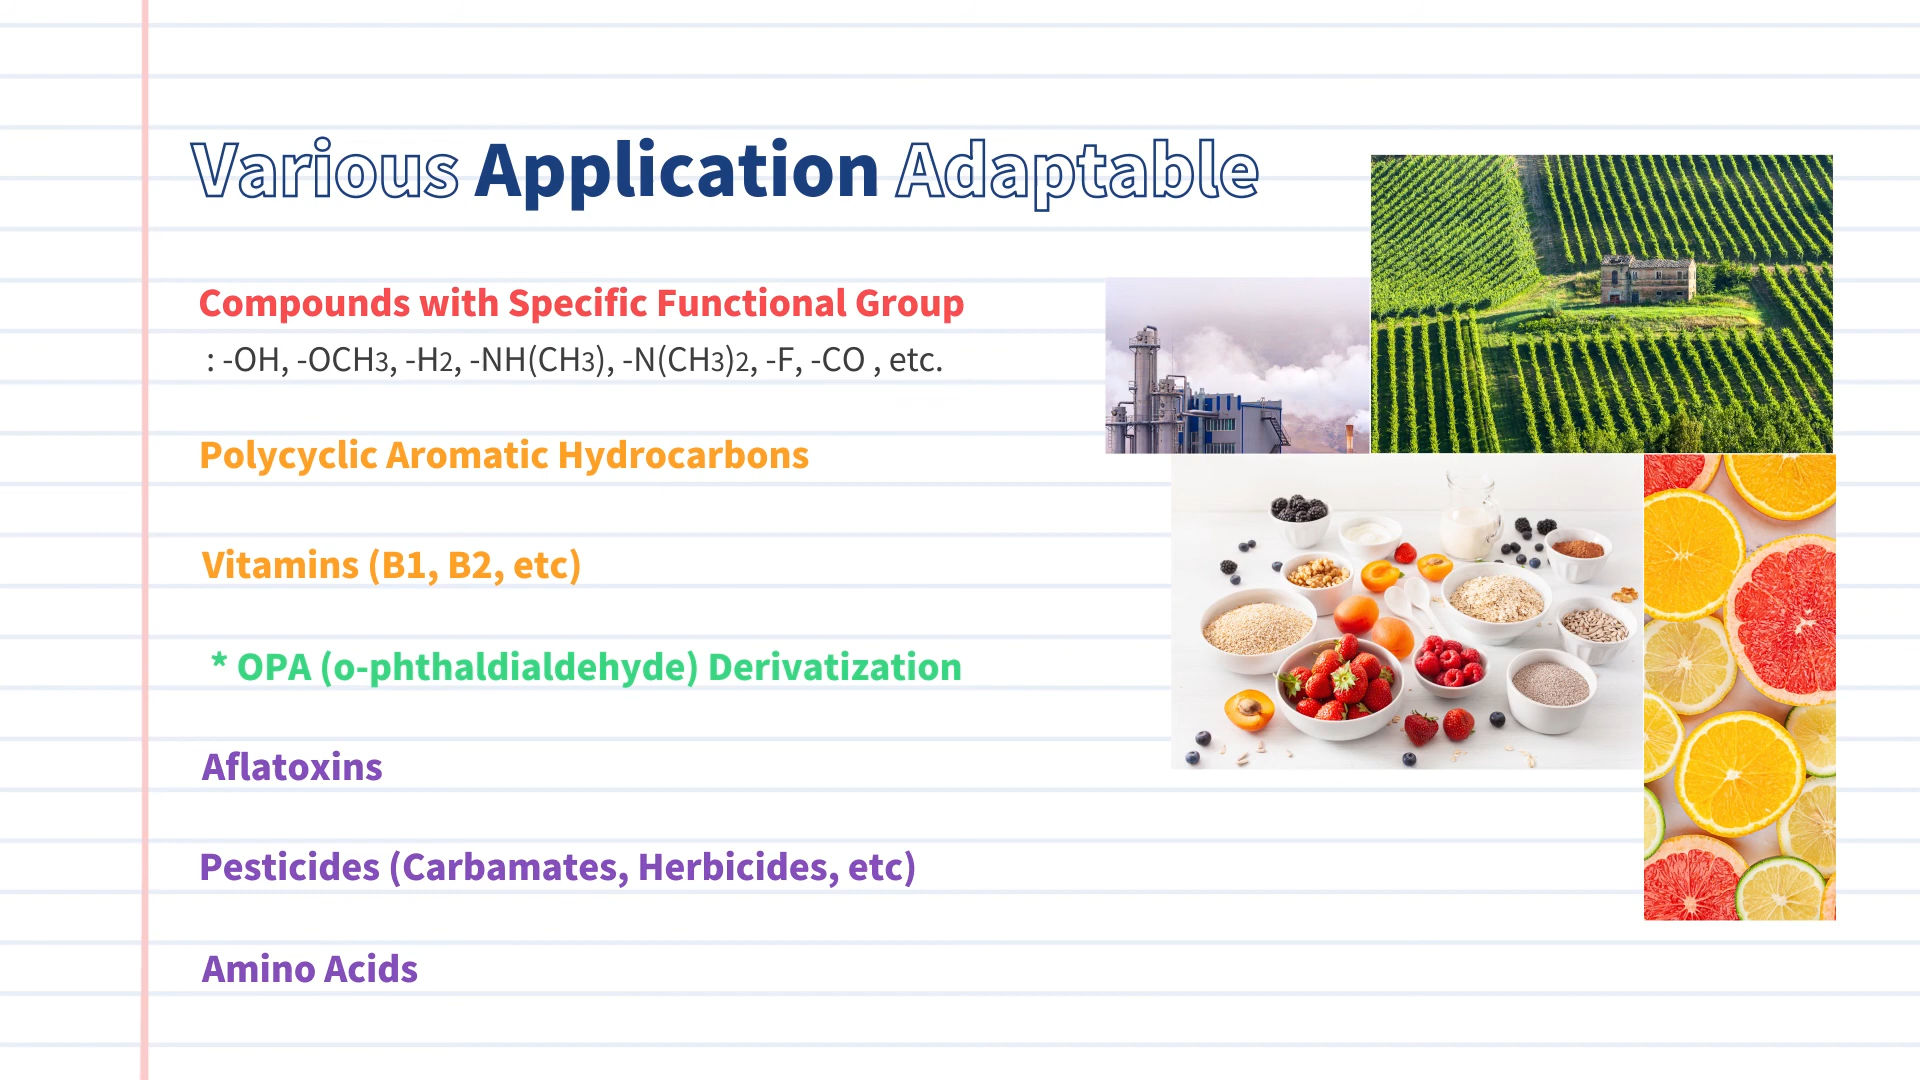 Various Application Adaptable
Compounds with Specific Functional Group
: -OH, -OCH3, -H2, -NH(CH3), -N(CH3)2, -F, -CO , etc.
Polycyclic Aromatic Hydrocarbons
Vitamins (B1, B2, etc)
* OPA (o-phthaldialdehyde) Derivatization
Aflatoxins
Pesticides (Carbamates, Herbicides, etc)
Amino Acids